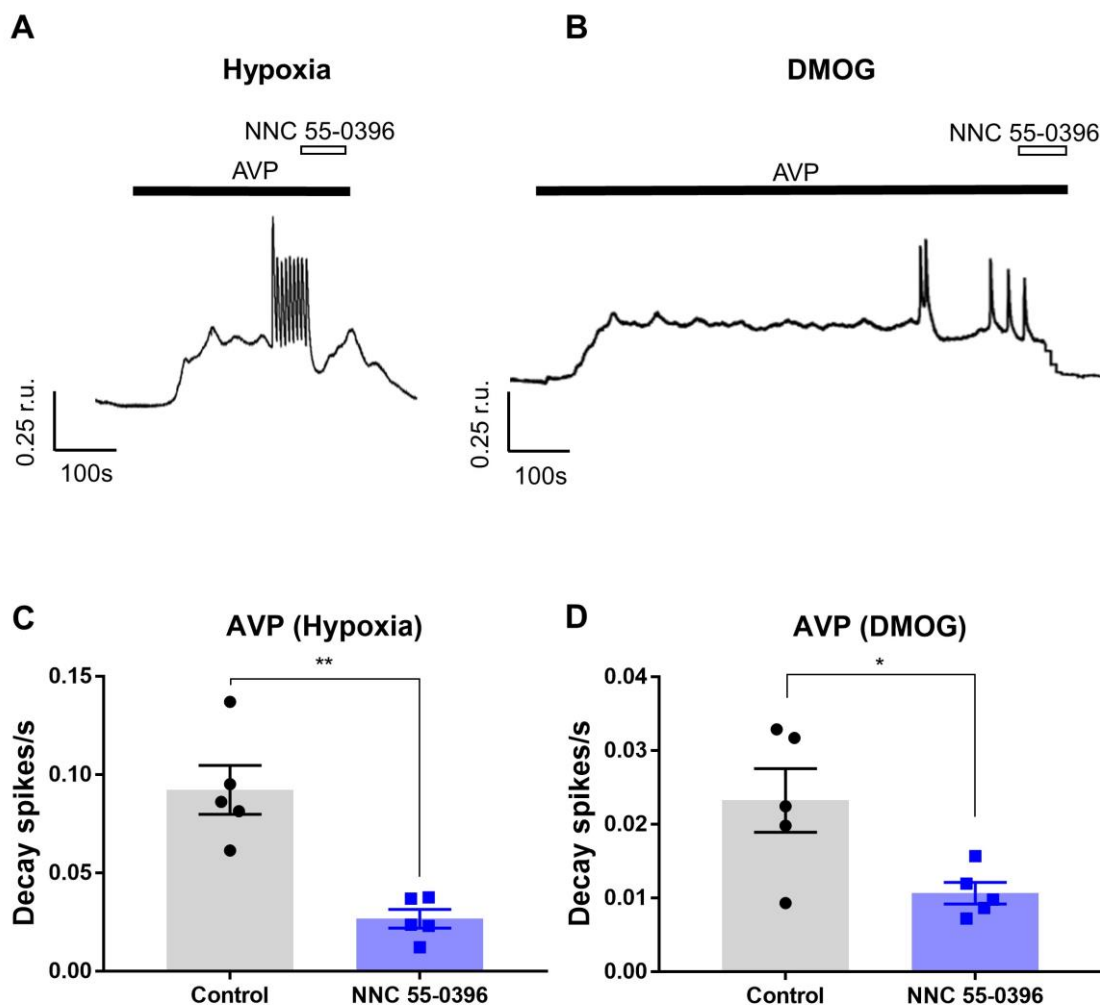 A
Hypoxia
NNC 55-0396
AVP
0.25 r.u.
100s
B
DMOG
NNC 55-0396
AVP
0.25 r.u.
100s
C
AVP (Hypoxia)
**
Decay spikes/s
0.15
0.10
0.05
0.00
Control NNC 55-0396
D
AVP (DMOG)
*
Decay spikes/s
0.04
0.03
0.02
0.01
0.00
Control NNC 55-0396